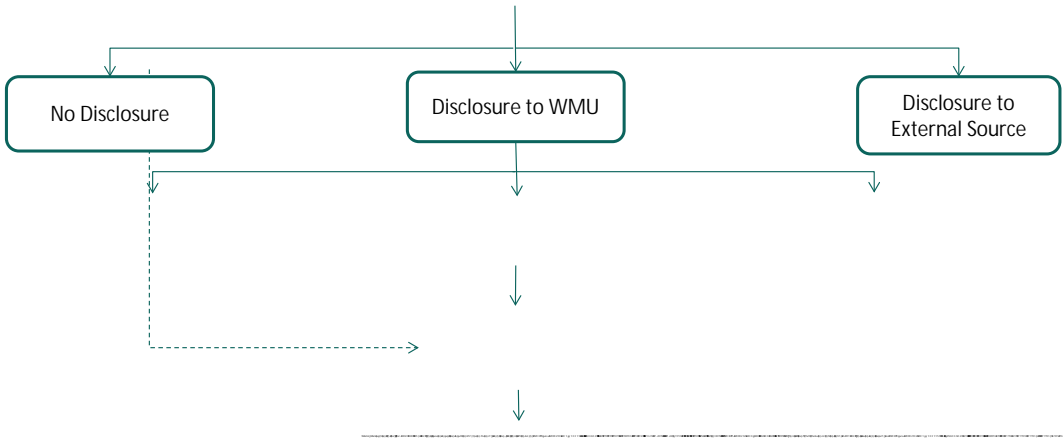 No Disclosure
Disclosure to WMU
Disclosure to
External Source